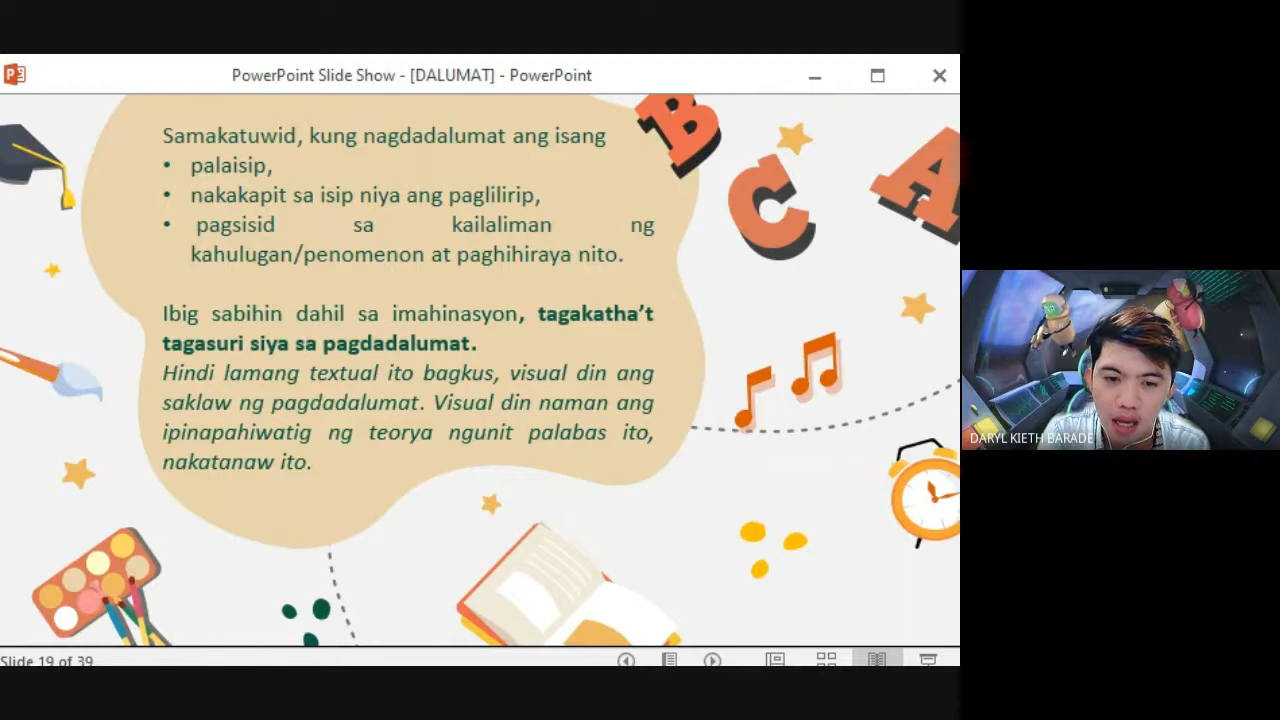 PowerPoint Slide Show - [DALUMAT] - PowerPoint
Samakatuwid, kung nagdadalumat ang isang
• palaisip,
• nakakapit sa isip niya ang paglilirip,
• pagsisid sa kailaliman ng
kahulugan/penomenon at paghihiraya nito.
Ibig sabihin dahil sa imahinasyon, tagakatha't
tagasuri siya sa pagdadalumat.
Hindi lamang textual ito bagkus, visual din ang
saklaw ng pagdadalumat. Visual din naman ang
ipinapahiwatig ng teorya ngunit palabas ito,
nakatanaw ito.
B
C
A
DARYL KIETH BARADE
Slide 19 of 39